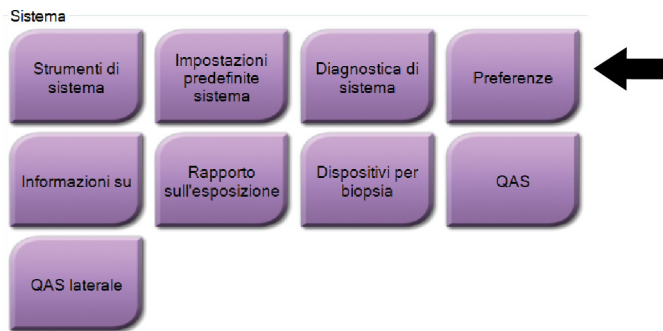 Sistema
Strumenti di
sistema
Impostazioni
predefinite
sistema
Diagnostica di
sistema
Preferenze
Informazioni su
Rapporto
sull'esposizione
Dispositivi per
biopsia
QAS
QAS laterale